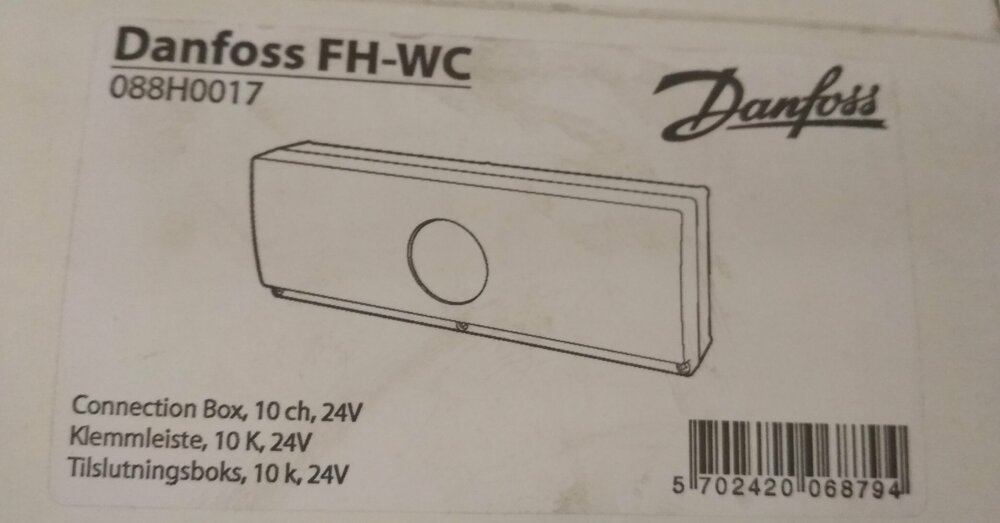 Danfoss FH-WC
088H0017
Danfoss
Connection Box, 10 ch, 24V
Klemmleiste, 10 K, 24V
Tilslutningsboks, 10 k, 24V
5 702420 068794